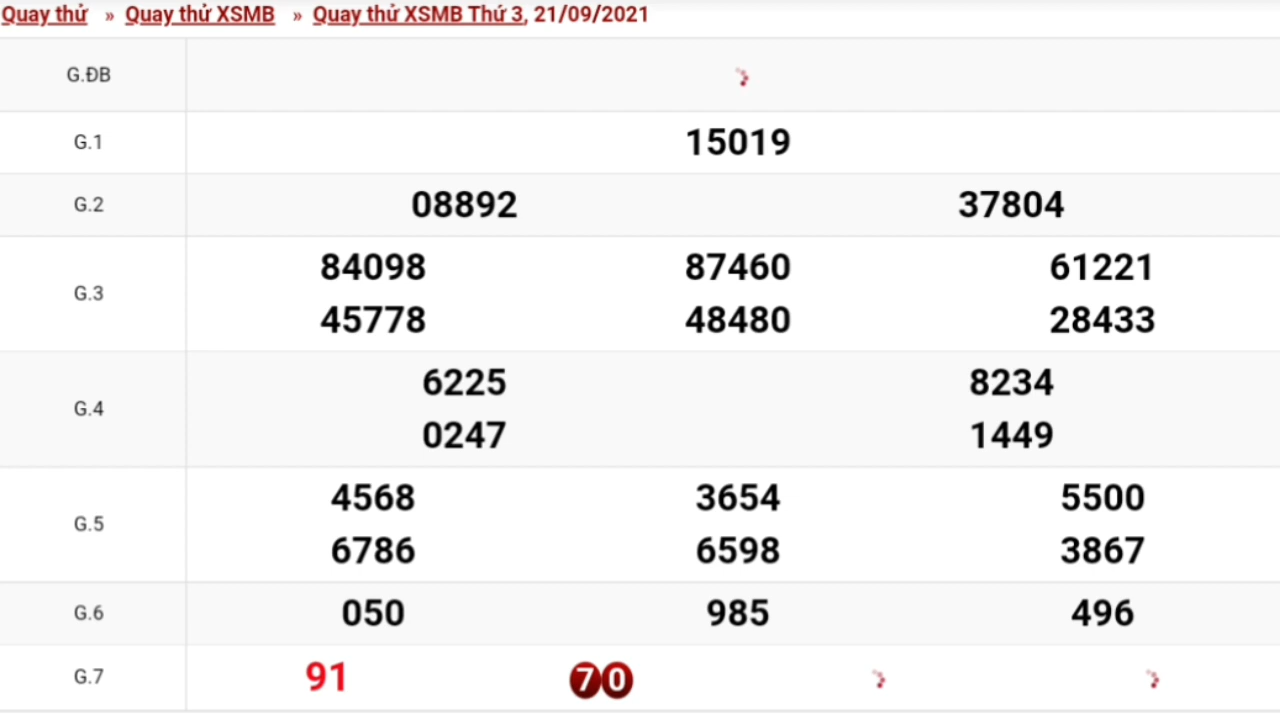 Quay thử » Quay thử XSMB » Quay thử XSMB Thứ 3, 21/09/2021
G.ĐB
G.1 15019
G.2 08892 37804
G.3 84098 87460 61221
45778 48480 28433
G.4 6225 8234
0247 1449
G.5 4568 3654 5500
6786 6598 3867
G.6 050 985 496
G.7 91 70